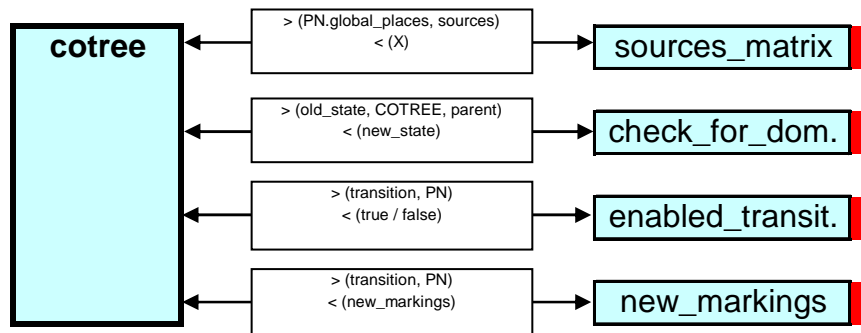 cotree
> (PN.global_places, sources)
< (X)
sources_matrix
> (old_state, COTREE, parent)
< (new_state)
check_for_dom.
> (transition, PN)
< (true / false)
enabled_transit.
> (transition, PN)
< (new_markings)
new_markings